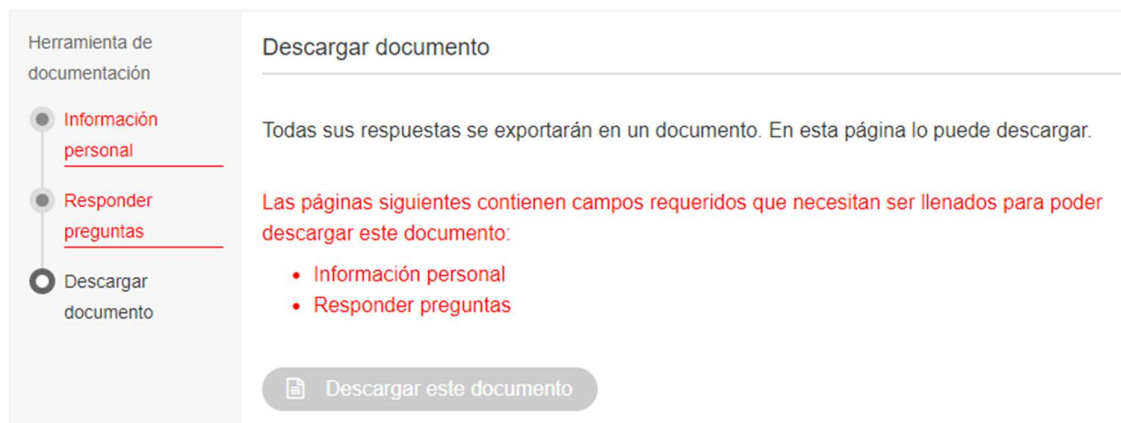 Herramienta de
documentación
Información
personal
Responder
preguntas
Descargar
documento
Descargar documento
Todas sus respuestas se exportarán en un documento. En esta página lo puede descargar.
Las páginas siguientes contienen campos requeridos que necesitan ser llenados para poder
descargar este documento:
• Información personal
• Responder preguntas
Descargar este documento